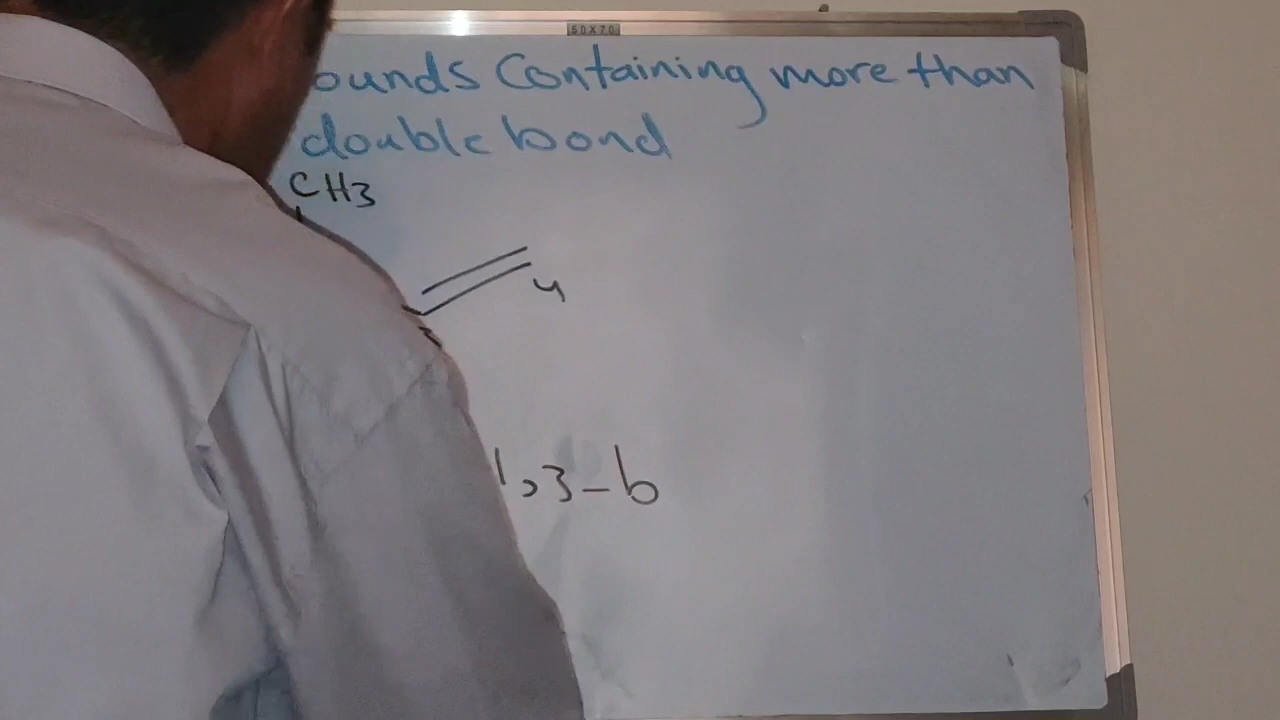 50X70
ounds Containing more than
double bond
CH3
4
1,3-b